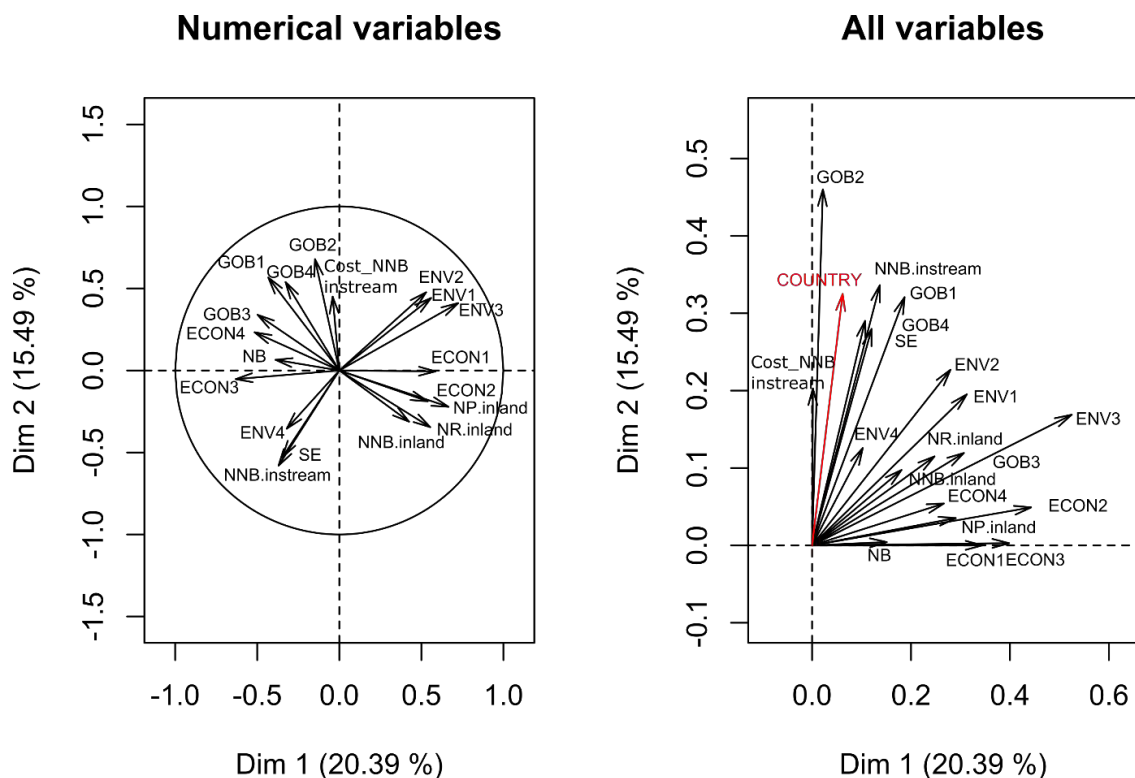 Numerical variables
Dim 2 (15.49 %)
1.5
1.0
0.5
0.0
-0.5
-1.0
-1.5
GOB2
GOB1
GOB4
Cost_NNB
instream
ENV2
ENV1
ENV3
GOB3
ECON4
NB
ECON3
ECON1
ECON2
NP.inland
NR.inland
NNB.inland
ENV4
SE
NNB.instream
-1.0
-0.5
0.0
0.5
1.0
Dim 1 (20.39 %)
All variables
Dim 2 (15.49 %)
0.5
0.4
0.3
0.2
0.1
0.0
-0.1
GOB2
COUNTRY
NNB.instream
GOB1
GOB4
SE
Cost_NNB
instream
ENV2
ENV1
ENV3
ENV4
NR.inland
GOB3
NNB.inland
ECON4
ECON2
NP.inland
NB
ECON1
ECON3
0.0
0.2
0.4
0.6
Dim 1 (20.39 %)